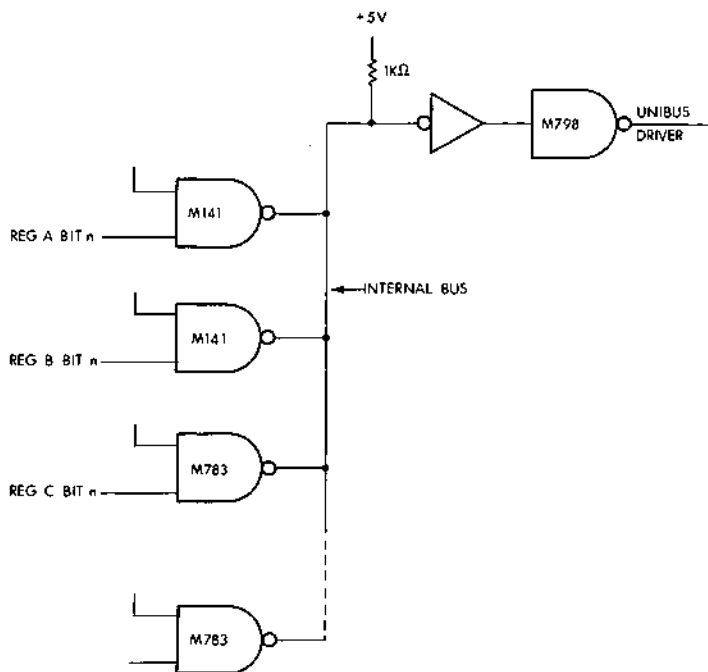 +5V
1KΩ
M798
UNIBUS
DRIVER
M141
REG A BIT n
INTERNAL BUS
M141
REG B BIT n
M783
REG C BIT n
M783